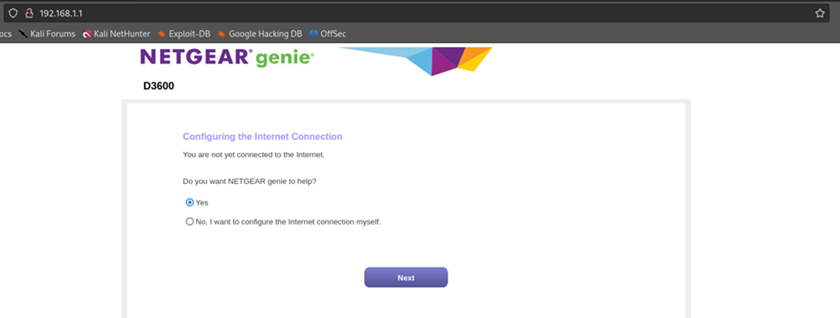 192.168.1.1
ocs Kali Forums Kali NetHunter Exploit-DB Google Hacking DB OffSec
NETGEAR® genie®
D3600
Configuring the Internet Connection
You are not yet connected to the Internet.
Do you want NETGEAR genie to help?
Yes
No, I want to configure the Internet connection myself.
Next